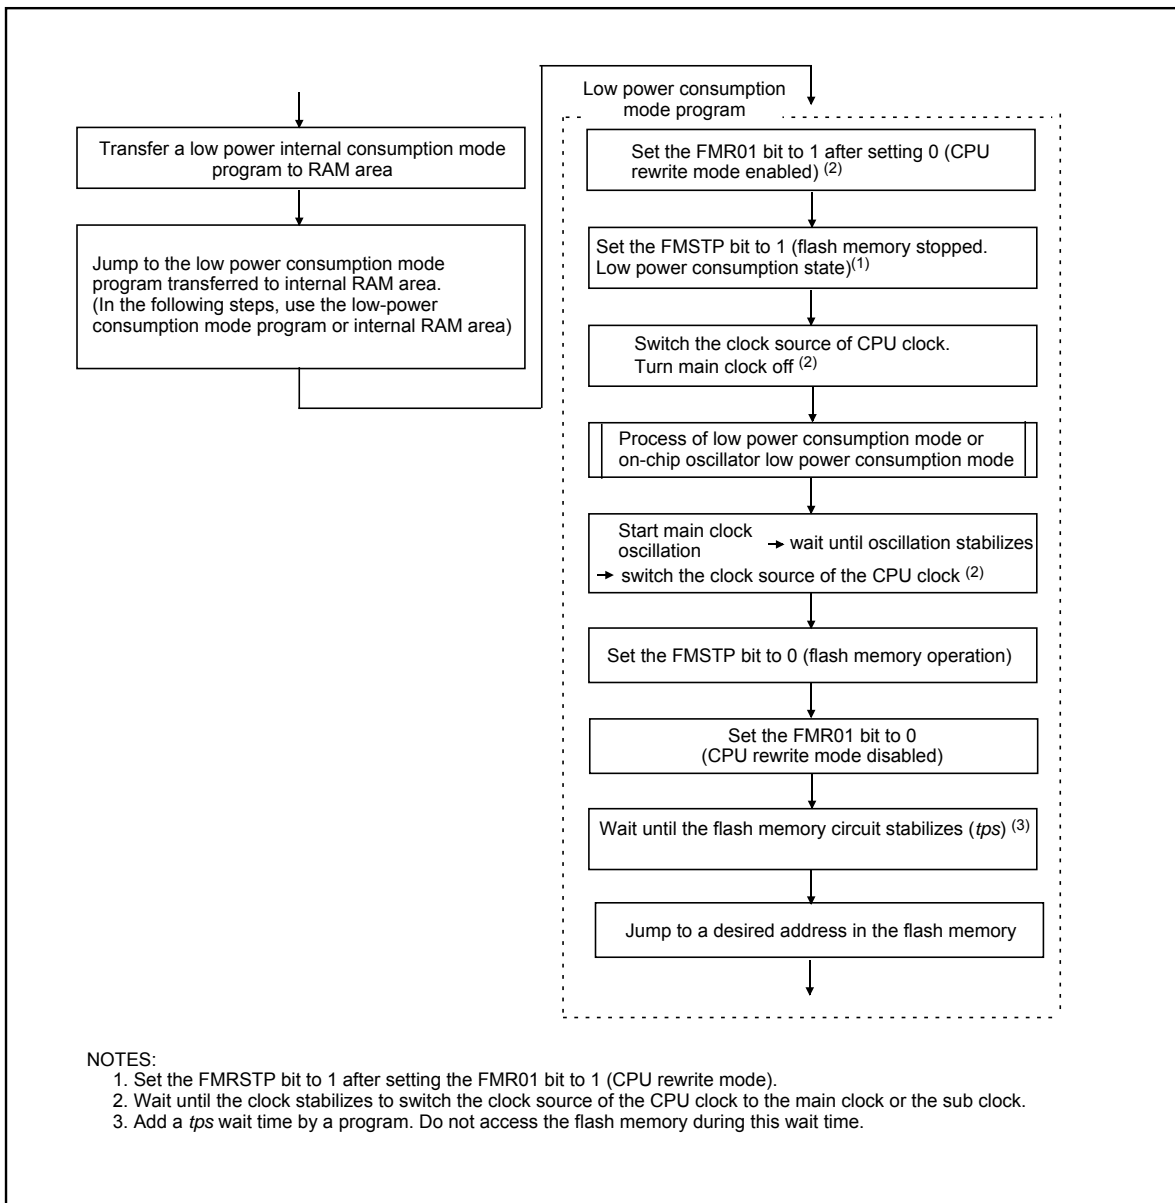 Transfer a low power internal consumption mode
program to RAM area
Jump to the low power consumption mode
program transferred to internal RAM area.
(In the following steps, use the low-power
consumption mode program or internal RAM area)
Low power consumption
mode program
Set the FMR01 bit to 1 after setting 0 (CPU
rewrite mode enabled) (2)
Set the FMSTP bit to 1 (flash memory stopped.
Low power consumption state)(1)
Switch the clock source of CPU clock.
Turn main clock off (2)
Process of low power consumption mode or
on-chip oscillator low power consumption mode
Start main clock
oscillation → wait until oscillation stabilizes
→ switch the clock source of the CPU clock (2)
Set the FMSTP bit to 0 (flash memory operation)
Set the FMR01 bit to 0
(CPU rewrite mode disabled)
Wait until the flash memory circuit stabilizes (tps) (3)
Jump to a desired address in the flash memory
NOTES:
1. Set the FMRSTP bit to 1 after setting the FMR01 bit to 1 (CPU rewrite mode).
2. Wait until the clock stabilizes to switch the clock source of the CPU clock to the main clock or the sub clock.
3. Add a tps wait time by a program. Do not access the flash memory during this wait time.